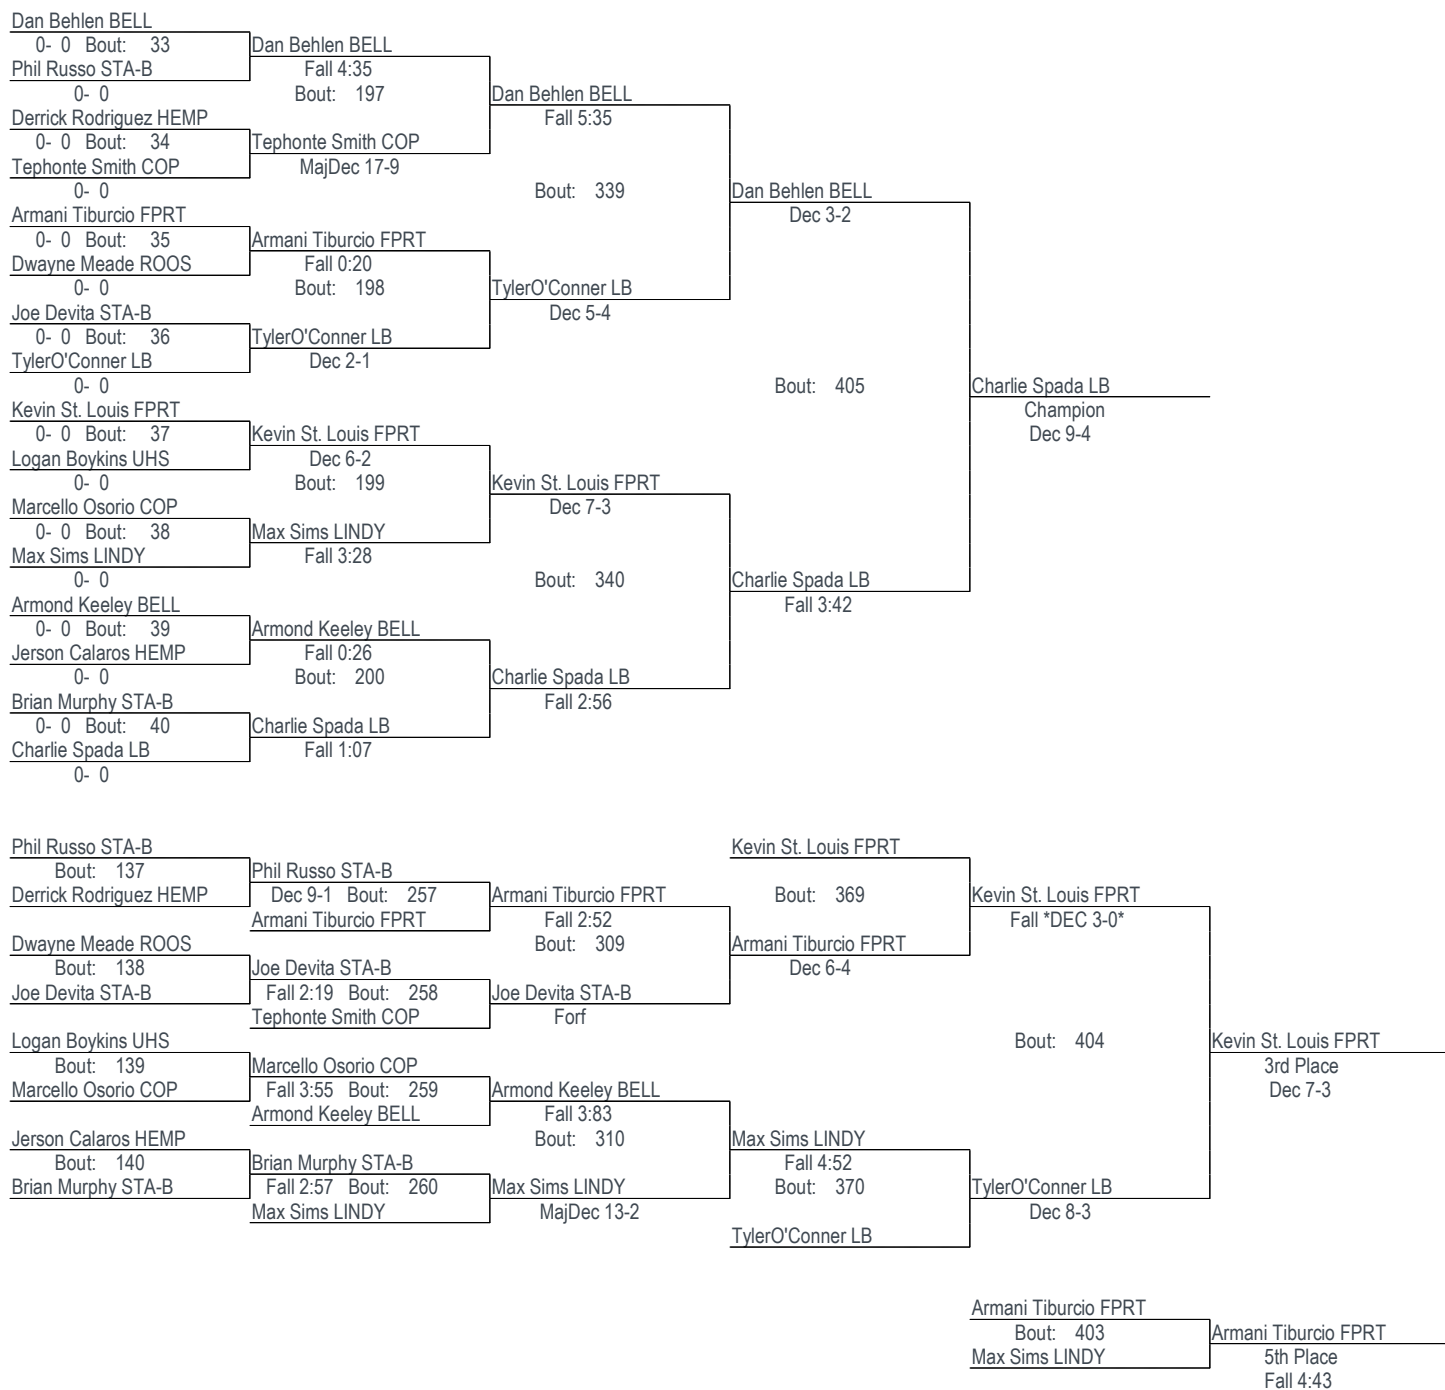 Dan Behlen BELL
0- 0 Bout: 33 Dan Behlen BELL
Phil Russo STA-B Fall 4:35
0- 0 Bout: 197 Dan Behlen BELL
Derrick Rodriguez HEMP Fall 5:35
0- 0 Bout: 34 Tephonte Smith COP
Tephonte Smith COP MajDec 17-9
0- 0 Bout: 339 Dan Behlen BELL
Armani Tiburcio FPRT Dec 3-2
0- 0 Bout: 35 Armani Tiburcio FPRT
Dwayne Meade ROOS Fall 0:20
0- 0 Bout: 198 TylerO'Conner LB
Joe Devita STA-B Dec 5-4
0- 0 Bout: 36 TylerO'Conner LB
TylerO'Conner LB Dec 2-1
0- 0 Bout: 405 Charlie Spada LB
Kevin St. Louis FPRT Champion
0- 0 Bout: 37 Kevin St. Louis FPRT Dec 9-4
Logan Boykins UHS Dec 6-2
0- 0 Bout: 199 Kevin St. Louis FPRT
Marcello Osorio COP Dec 7-3
0- 0 Bout: 38 Max Sims LINDY
Max Sims LINDY Fall 3:28
0- 0 Bout: 340 Charlie Spada LB
Armond Keeley BELL Fall 3:42
0- 0 Bout: 39 Armond Keeley BELL
Jerson Calaros HEMP Fall 0:26
0- 0 Bout: 200 Charlie Spada LB
Brian Murphy STA-B Fall 2:56
0- 0 Bout: 40 Charlie Spada LB
Charlie Spada LB Fall 1:07
0- 0
Phil Russo STA-B Kevin St. Louis FPRT
Bout: 137 Phil Russo STA-B
Derrick Rodriguez HEMP Dec 9-1 Bout: 257 Armani Tiburcio FPRT Bout: 369 Kevin St. Louis FPRT
Armani Tiburcio FPRT Fall 2:52 Fall *DEC 3-0*
Dwayne Meade ROOS Bout: 309 Armani Tiburcio FPRT
Bout: 138 Joe Devita STA-B Dec 6-4
Joe Devita STA-B Fall 2:19 Bout: 258 Joe Devita STA-B
Tephonte Smith COP Forf
Logan Boykins UHS Bout: 404 Kevin St. Louis FPRT
Bout: 139 Marcello Osorio COP 3rd Place
Marcello Osorio COP Fall 3:55 Bout: 259 Armond Keeley BELL Dec 7-3
Armond Keeley BELL Fall 3:83
Jerson Calaros HEMP Bout: 310 Max Sims LINDY
Bout: 140 Brian Murphy STA-B Fall 4:52
Brian Murphy STA-B Fall 2:57 Bout: 260 Max Sims LINDY Bout: 370 TylerO'Conner LB
Max Sims LINDY MajDec 13-2 Dec 8-3
TylerO'Conner LB
Armani Tiburcio FPRT
Bout: 403 Armani Tiburcio FPRT
Max Sims LINDY 5th Place
Fall 4:43